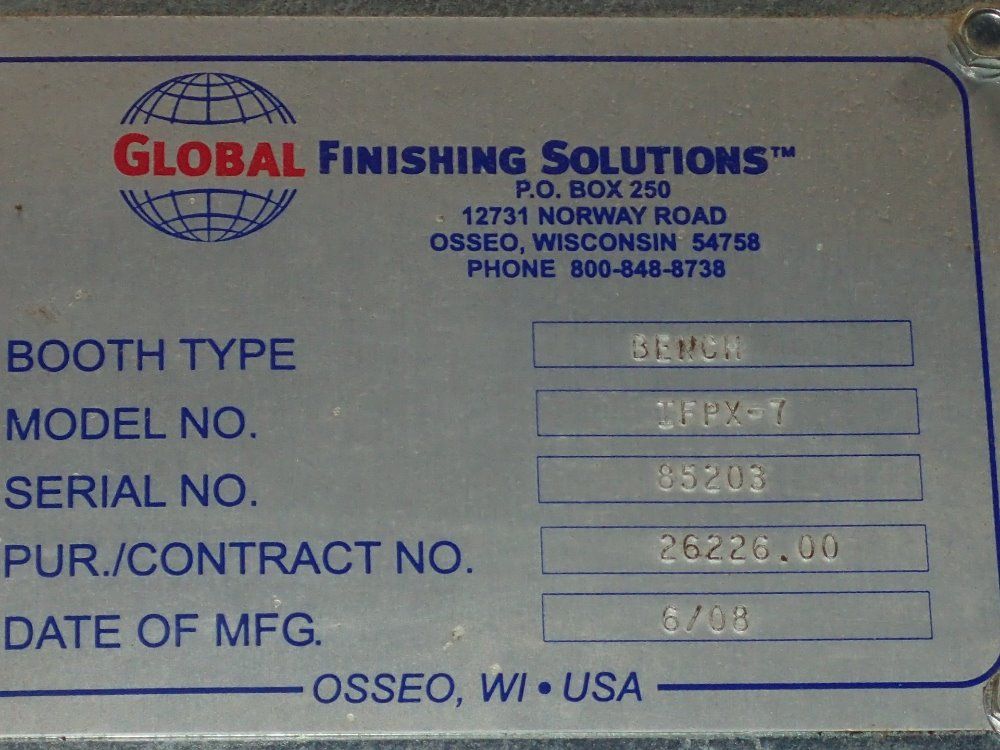 GLOBAL FINISHING SOLUTIONS™
P.O. BOX 250
12731 NORWAY ROAD
OSSEO, WISCONSIN 54758
PHONE 800-848-8738
BOOTH TYPE BENCH
MODEL NO. IFPX-7
SERIAL NO. 85203
PUR./CONTRACT NO. 26226.00
DATE OF MFG. 6/08
OSSEO, WI • USA